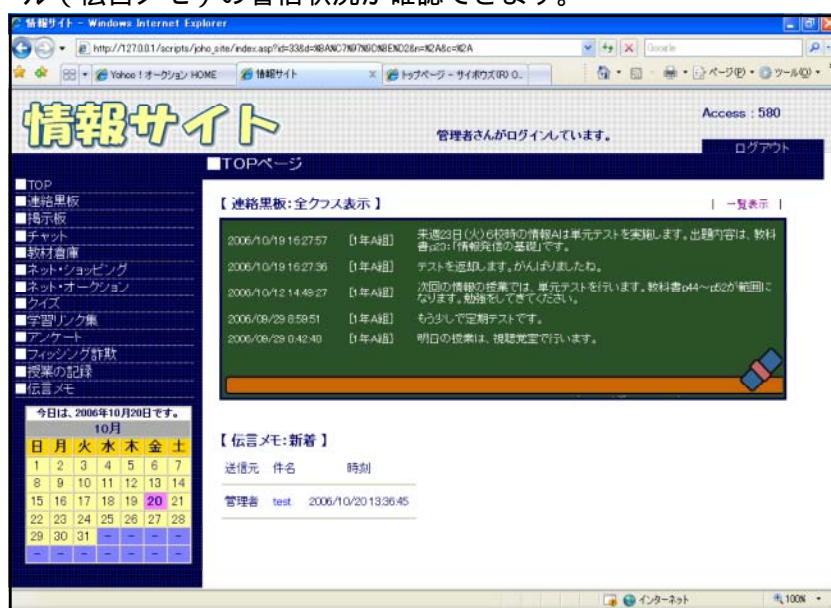 ル(伝言メモ)の着信状況が確認できます。
情報サイト - Windows Internet Explorer
Yahoo!オークション HOME
情報サイト
トップページ - サイボウズ(R) O..
Google
ページ(P)
ツール(O)
情報サイト
管理者さんがログインしています。
Access : 580
ログアウト
■TOPページ
■TOP
■連絡黒板
■掲示板
■チャット
■教材倉庫
■ネット・ショッピング
■ネット・オークション
■クイズ
■学習リンク集
■アンケート
■フィッシング詐欺
■授業の記録
■伝言メモ
今日は、2006年10月20日です。
10月
日 月 火 水 木 金 土
1 2 3 4 5 6 7
8 9 10 11 12 13 14
15 16 17 18 19 20 21
22 23 24 25 26 27 28
29 30 31 - - - -
- - - - - - -
【 連絡黒板:全クラス表示 】
| 一覧表示 |
2006/10/19 16:27:57 [1年A組] 来週23日(火)6校時の情報Aは単元テストを実施します。出題内容は、教科
書p23:「情報発信の基礎」です。
2006/10/19 16:27:36 [1年A組] テストを返却します。がんばりましたね。
2006/10/12 14:49:27 [1年A組] 次回の情報の授業では、単元テストを行います。教科書p44～p52が範囲に
なります。勉強をしてきてください。
2006/09/29 8:59:51 [1年A組] もう少しで定期テストです。
2006/09/29 0:42:40 [1年A組] 明日の授業は、視聴覚室で行います。
【 伝言メモ:新着 】
送信元 件名 時刻
管理者 test 2006/10/20 13:36:45
インターネット
100%